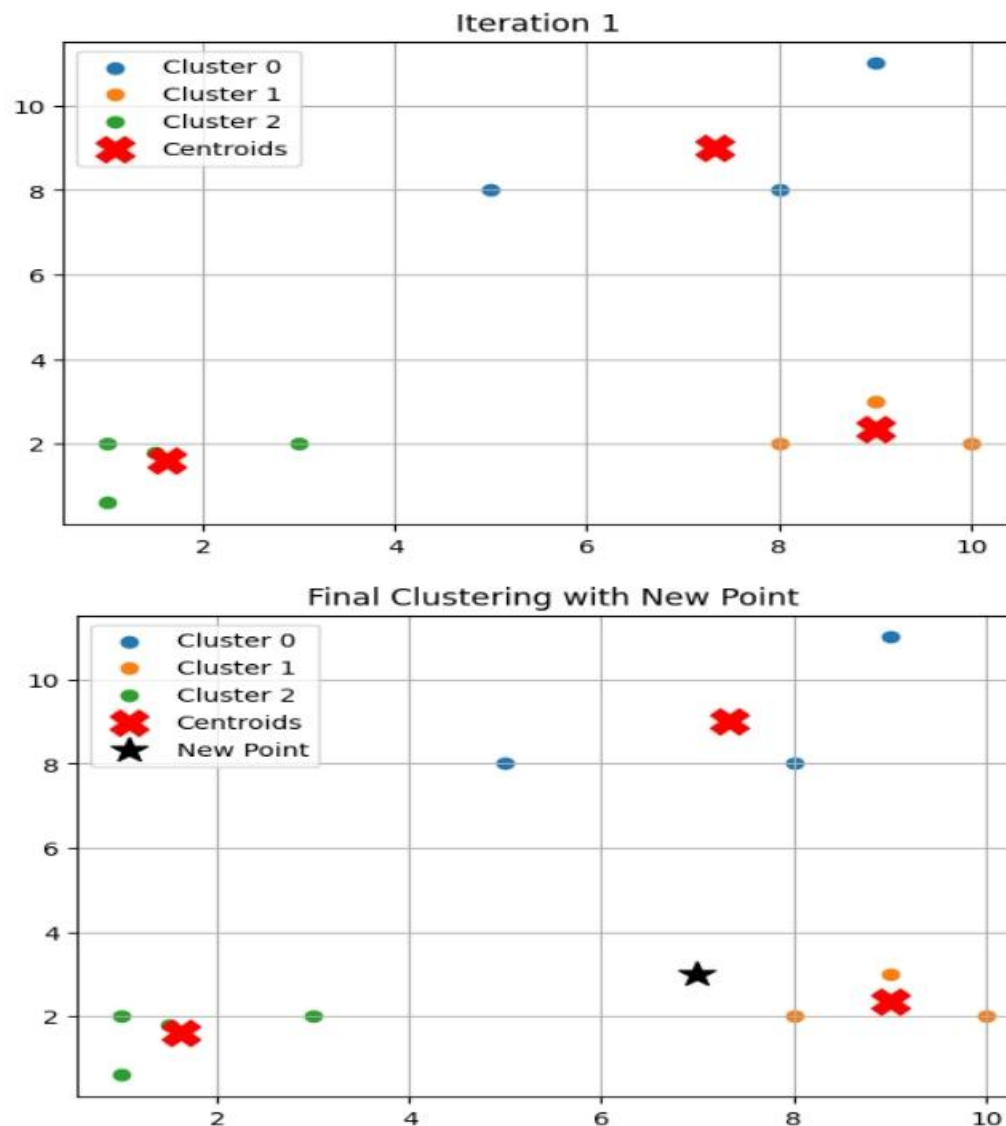 Iteration 1
Cluster 0
Cluster 1
Cluster 2
Centroids
10
8
6
4
2
2 4 6 8 10
Final Clustering with New Point
Cluster 0
Cluster 1
Cluster 2
Centroids
New Point
10
8
6
4
2
2 4 6 8 10